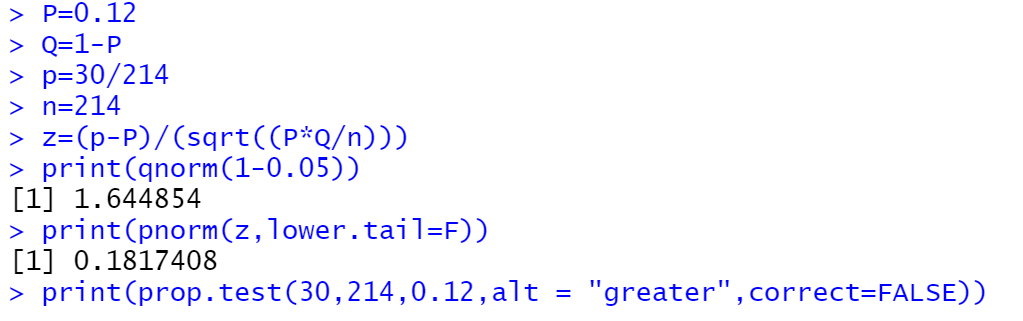 > P=0.12
> Q=1-P
> p=30/214
> n=214
> z=(p-P)/(sqrt((P*Q/n)))
> print(qnorm(1-0.05))
[1] 1.644854
> print(pnorm(z,lower.tail=F))
[1] 0.1817408
> print(prop.test(30,214,0.12,alt = "greater",correct=FALSE))